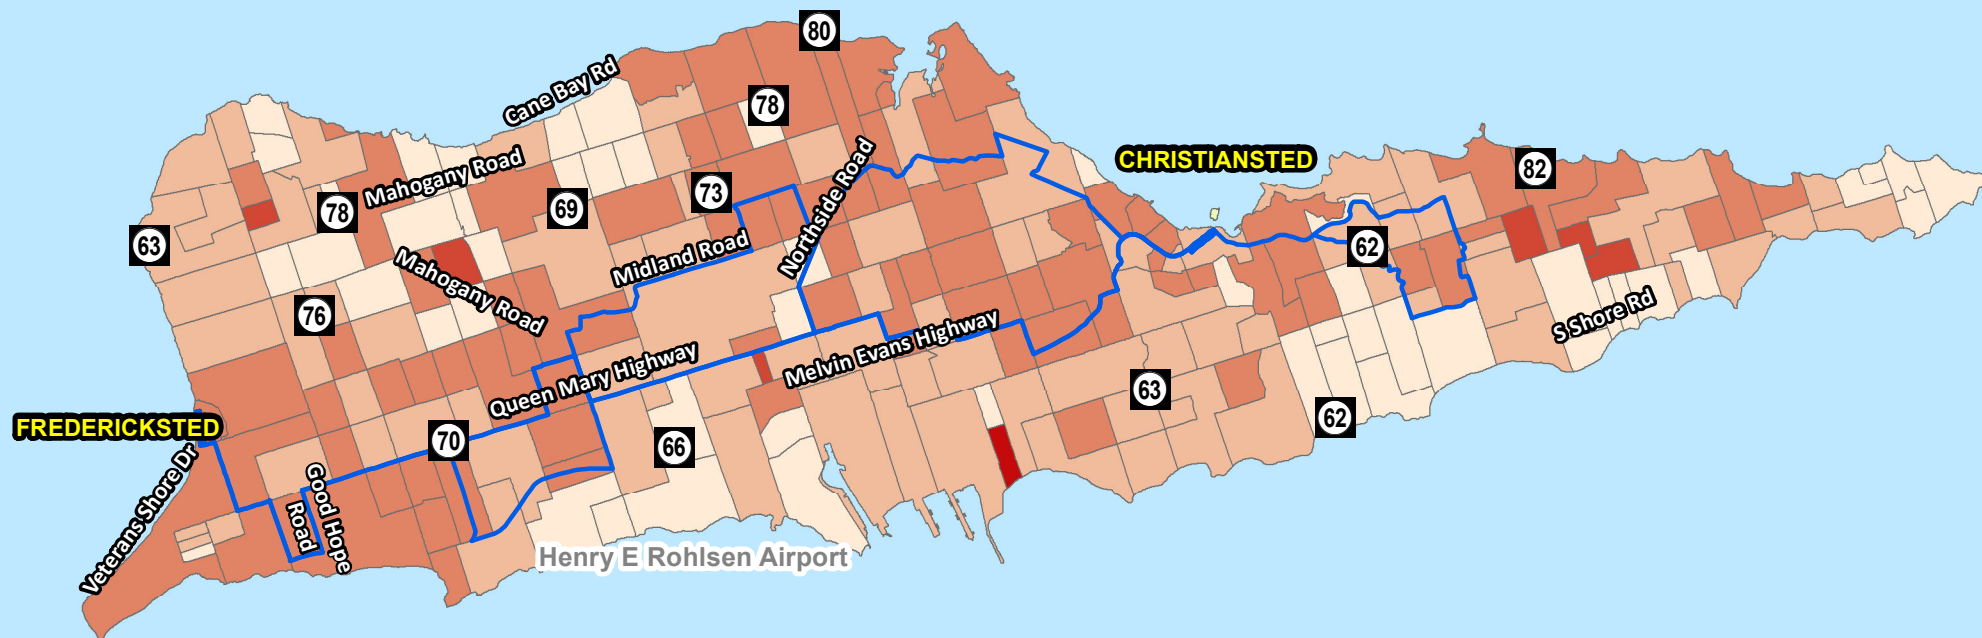 80
Cane Bay Rd
78
CHRISTIANSTED
82
Mahogany Road
73
69
78
Northside Road
63
62
Midland Road
Mahogany Road
76
S Shore Rd
Melvin Evans Highway
Queen Mary Highway
63
62
FREDERICKSTED
70
66
Good Hope
Road
Veterans Shore Dr
Henry E Rohlsen Airport